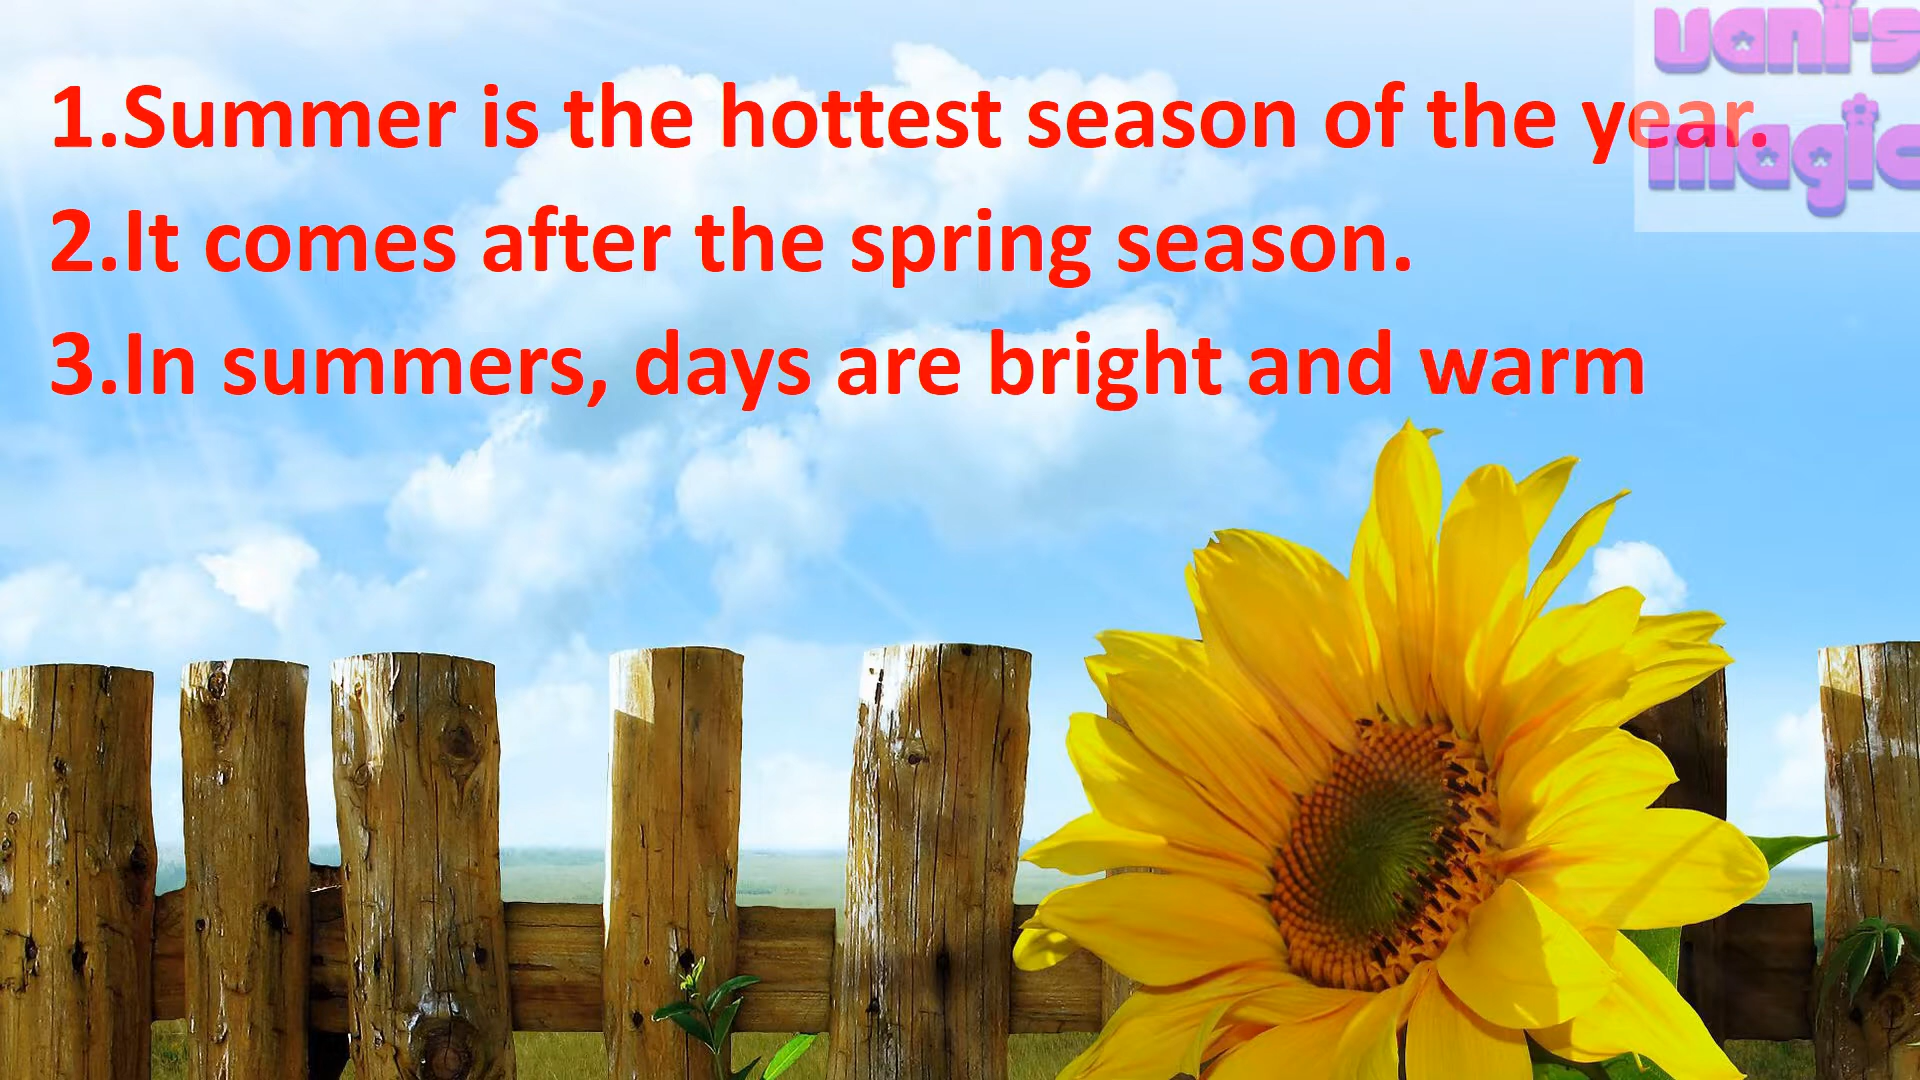 vani's
magic
1.Summer is the hottest season of the year.
2.It comes after the spring season.
3.In summers, days are bright and warm